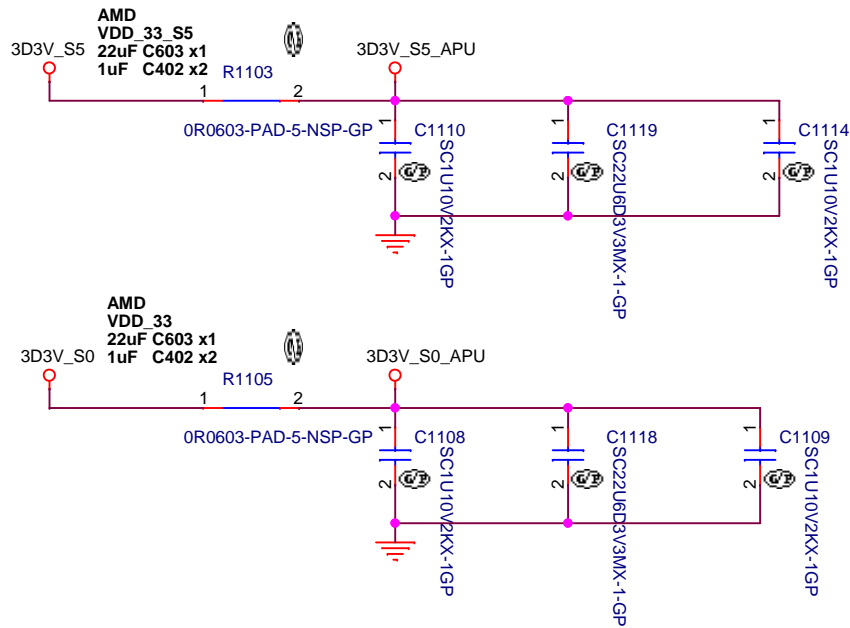 AMD
VDD_33_S5
22uF C603 x1
1uF C402 x2
3D3V_S5
3D3V_S5_APU
R1103
1
2
0R0603-PAD-5-NSP-GP
1
C1110
2
SC1U10V2KX-1GP
1
C1119
2
SC22U6D3V3MX-1-GP
1
C1114
2
SC1U10V2KX-1GP
AMD
VDD_33
22uF C603 x1
1uF C402 x2
3D3V_S0
3D3V_S0_APU
R1105
1
2
0R0603-PAD-5-NSP-GP
1
C1108
2
SC1U10V2KX-1GP
1
C1118
2
SC22U6D3V3MX-1-GP
1
C1109
2
SC1U10V2KX-1GP